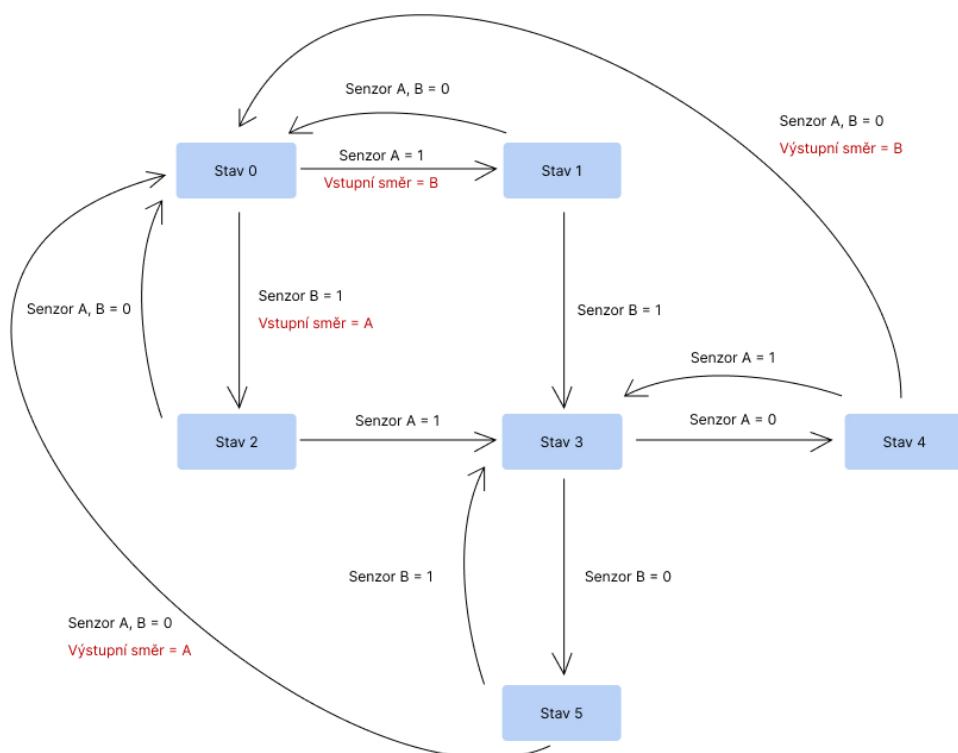 Senzor A, B = 0
Senzor A, B = 0
Výstupní směr = B
Stav 0
Senzor A = 1
Vstupní směr = B
Stav 1
Senzor A, B = 0
Senzor B = 1
Vstupní směr = A
Senzor B = 1
Senzor A = 1
Stav 2
Senzor A = 1
Stav 3
Senzor A = 0
Stav 4
Senzor B = 1
Senzor B = 0
Senzor A, B = 0
Výstupní směr = A
Stav 5